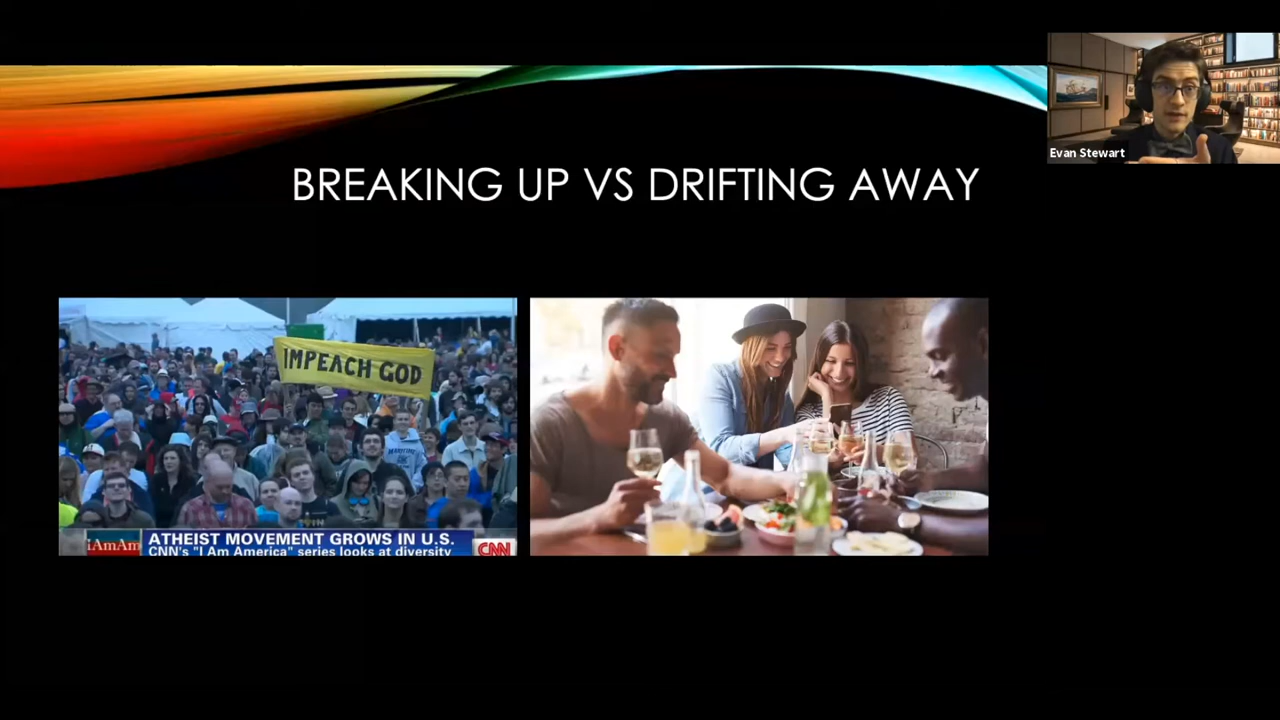 BREAKING UP VS DRIFTING AWAY
Evan Stewart
IMPEACH GOD
iAmAm
ATHEIST MOVEMENT GROWS IN U.S.
CNN's "I Am America" series looks at diversity
CNN